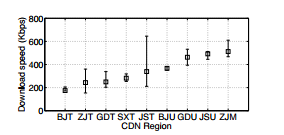 800
600
400
200
0
Download speed (Kbps)
BJT ZJT GDT SXT JST BJU GDU JSU ZJM
CDN Region